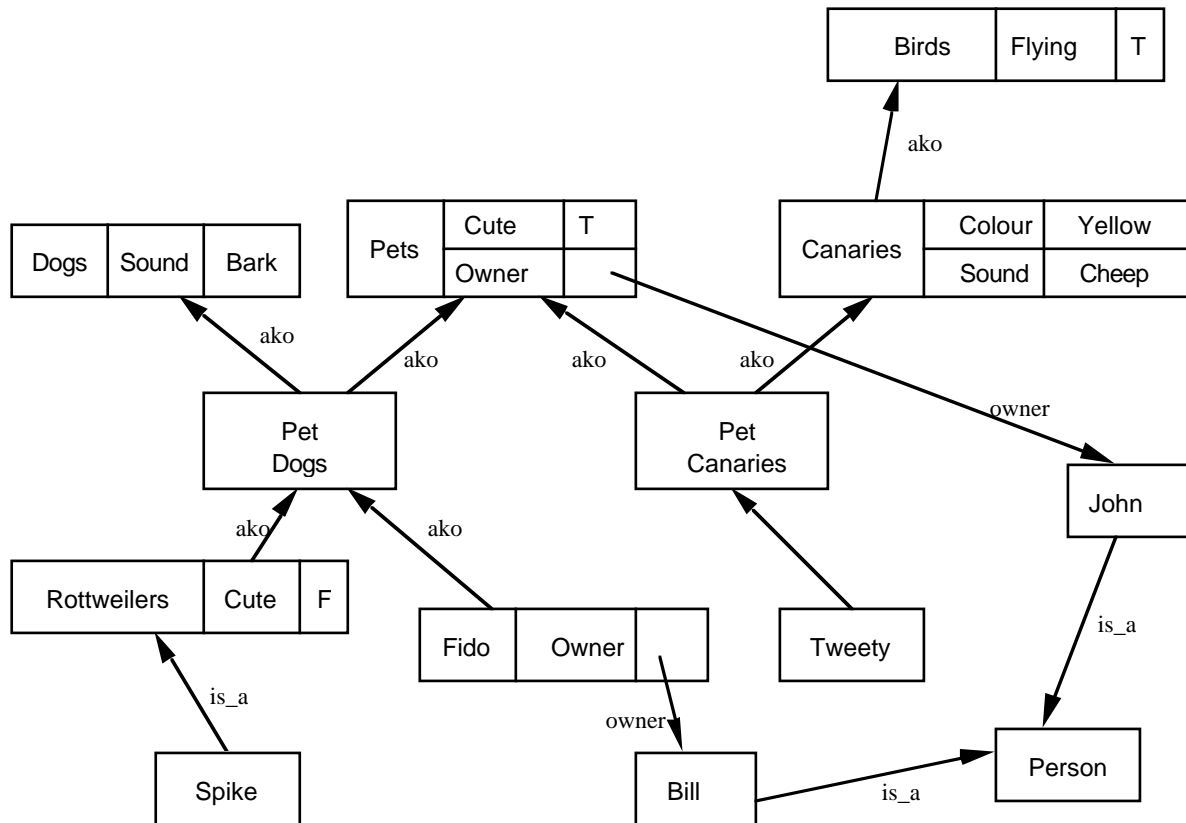 Birds Flying T
ako
Dogs Sound Bark
Pets Cute T
Owner
Canaries Colour Yellow
Sound Cheep
ako
ako
ako
ako
owner
Pet
Dogs
Pet
Canaries
John
ako
ako
Rottweilers Cute F
Fido Owner
Tweety
is_a
is_a
owner
Spike
Bill
is_a
Person